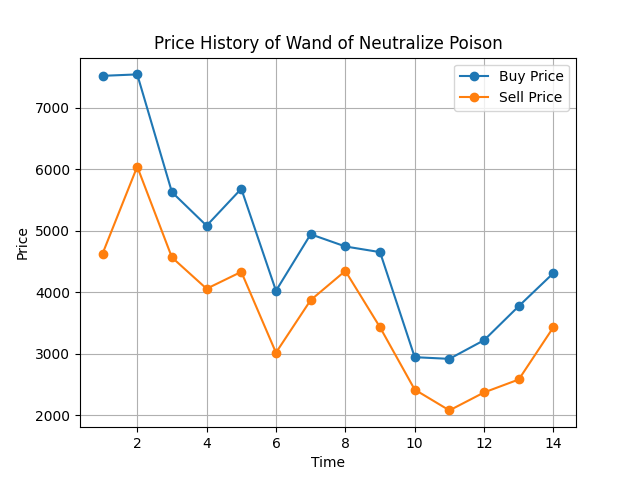 Price History of Wand of Neutralize Poison
Buy Price
Sell Price
7000
6000
5000
4000
3000
2000
Price
2 4 6 8 10 12 14
Time